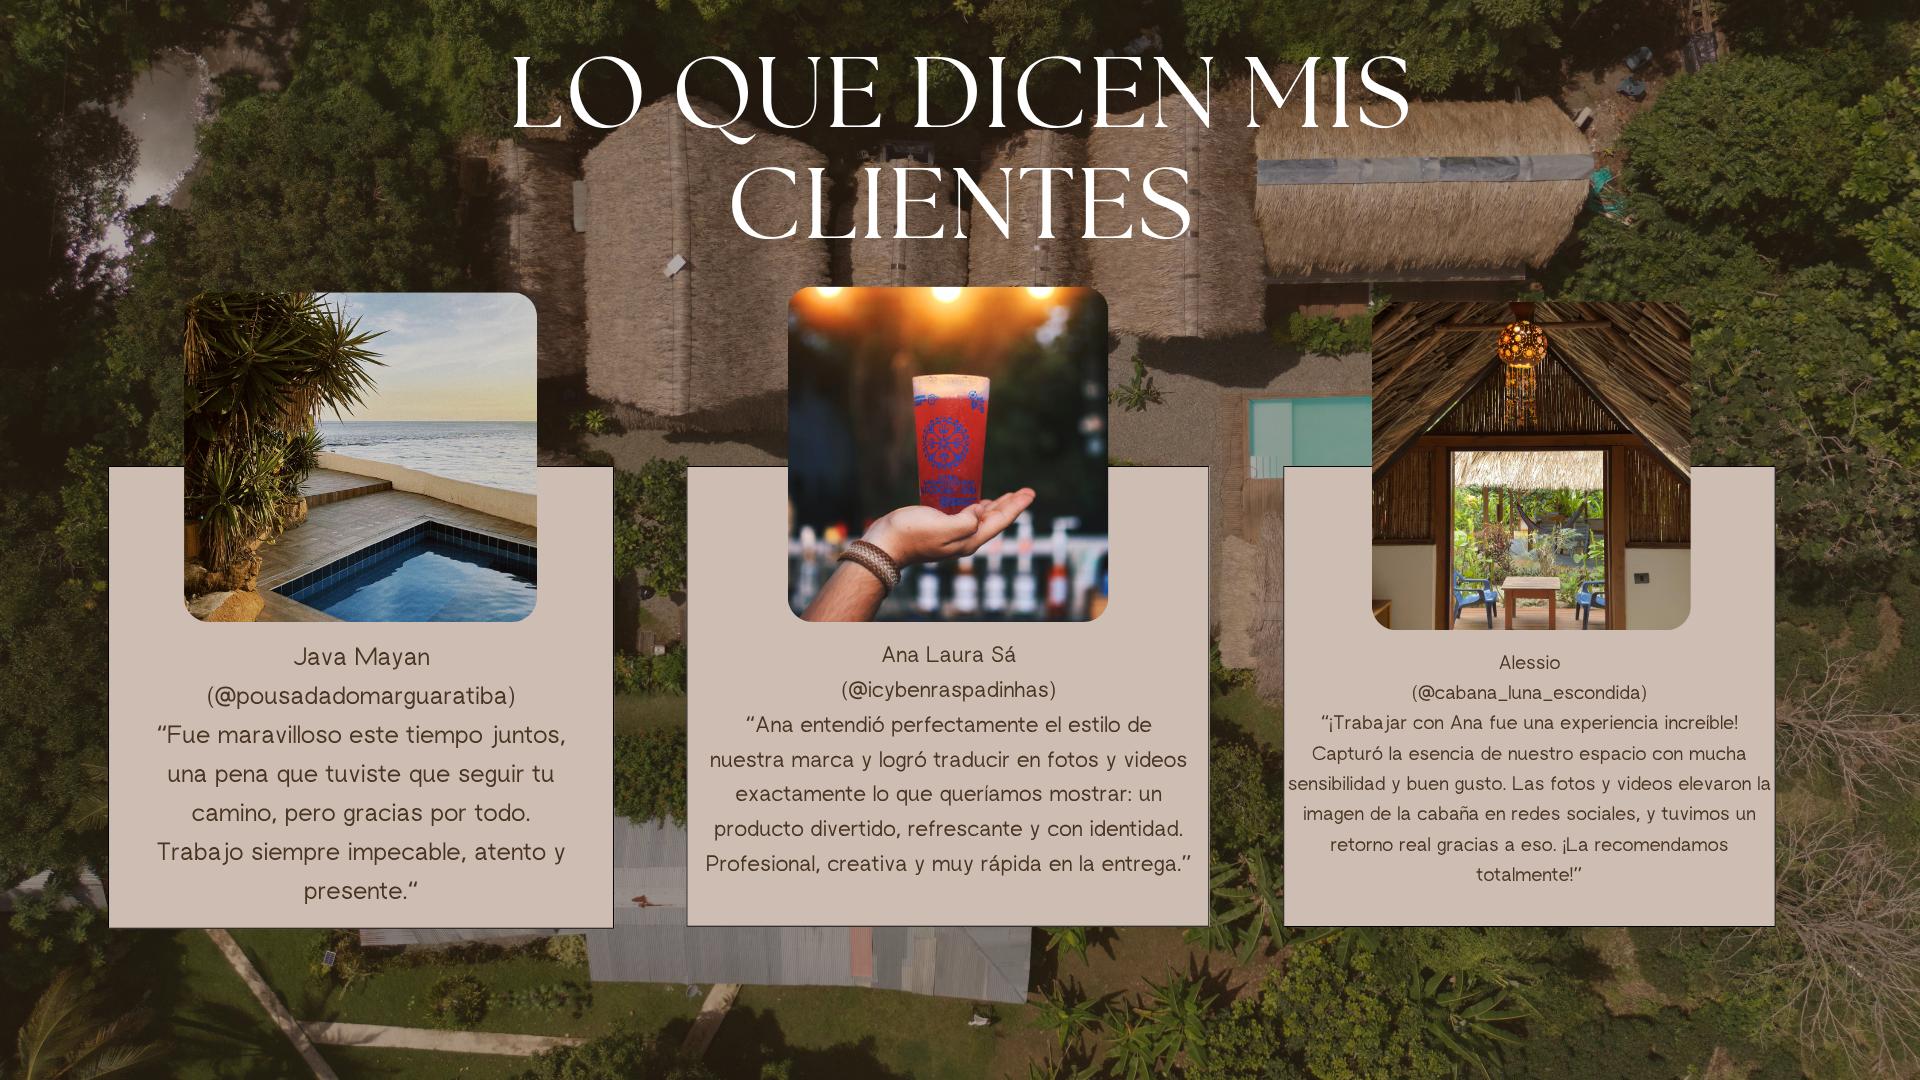 LO QUE DICEN MIS
CLIENTES
Java Mayan
(@pousadadomarguaratiba)
“Fue maravilloso este tiempo juntos,
una pena que tuviste que seguir tu
camino, pero gracias por todo.
Trabajo siempre impecable, atento y
presente.“
Ana Laura Sá
(@icybenraspadinhas)
“Ana entendió perfectamente el estilo de
nuestra marca y logró traducir en fotos y videos
exactamente lo que queríamos mostrar: un
producto divertido, refrescante y con identidad.
Profesional, creativa y muy rápida en la entrega.”
Alessio
(@cabana_luna_escondida)
“¡Trabajar con Ana fue una experiencia increíble!
Capturó la esencia de nuestro espacio con mucha
sensibilidad y buen gusto. Las fotos y videos elevaron la
imagen de la cabaña en redes sociales, y tuvimos un
retorno real gracias a eso. ¡La recomendamos
totalmente!”